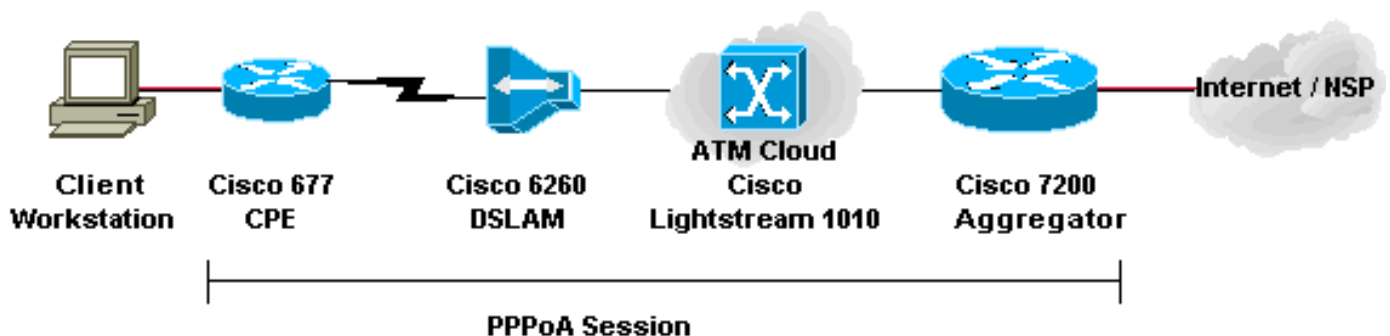 Internet / NSP
ATM Cloud
Client
Workstation
Cisco 677
CPE
Cisco 6260
DSLAM
Cisco
Lightstream 1010
Cisco 7200
Aggregator
PPPoA Session